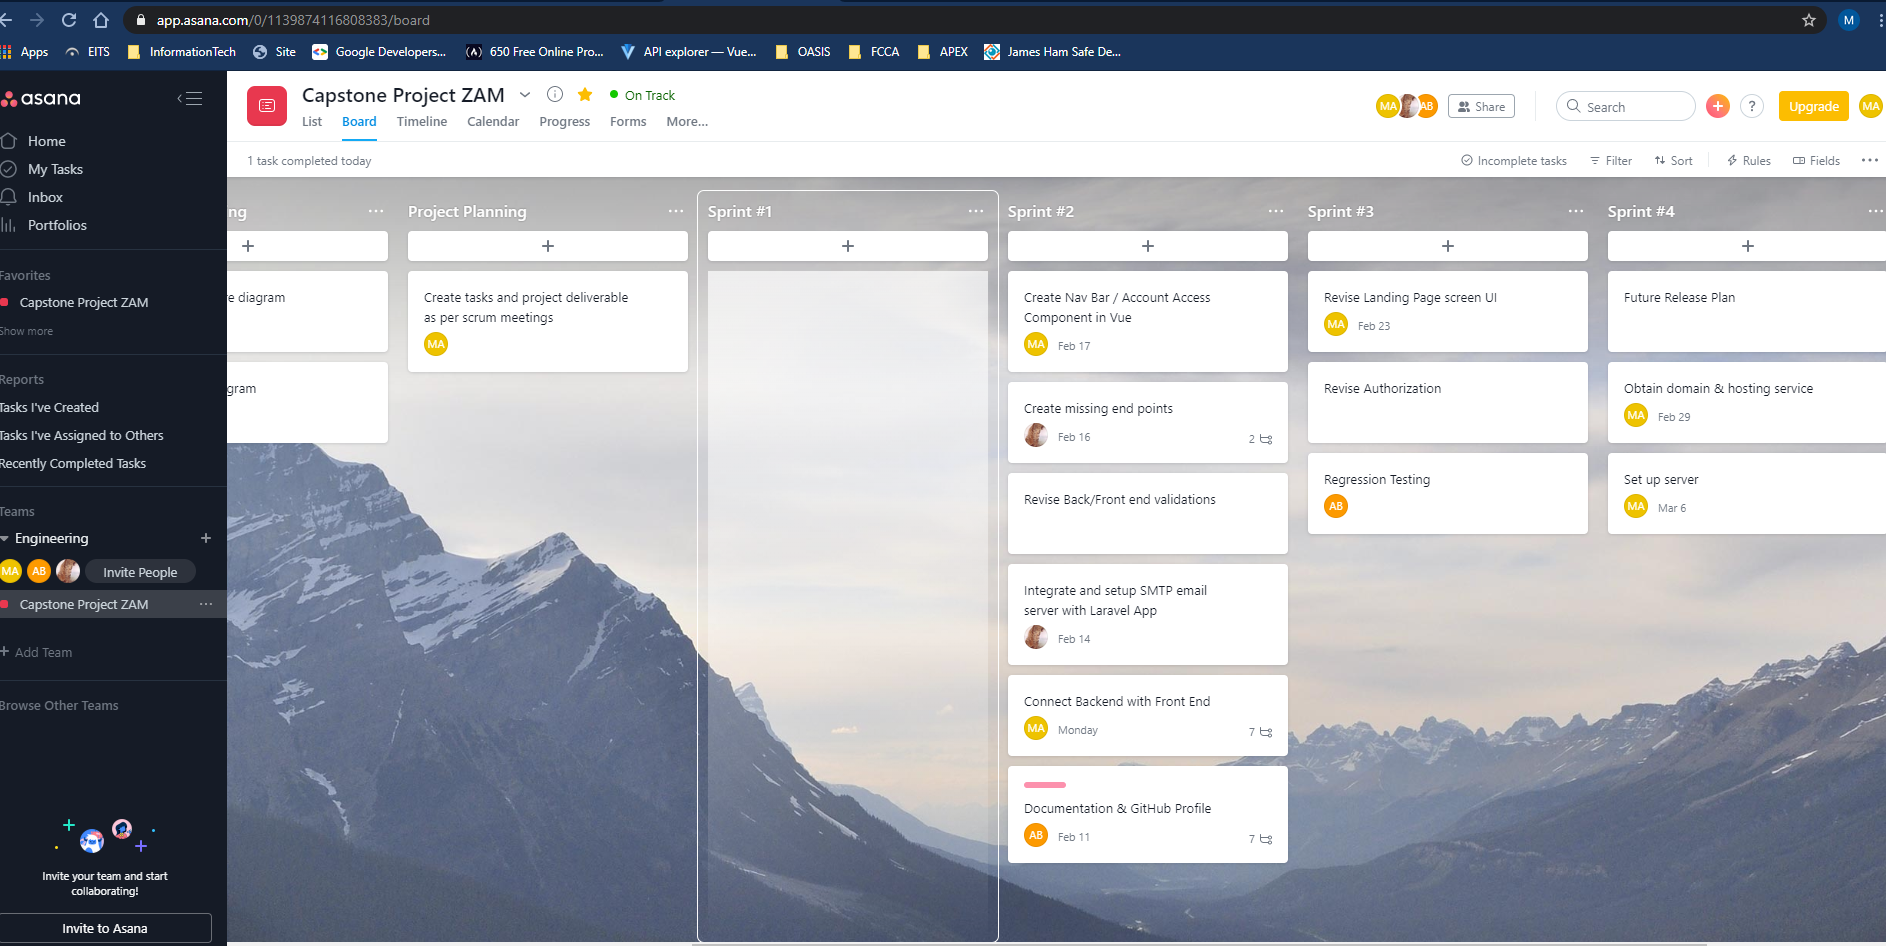 app.asana.com/0/1139874116808383/board
M
Apps
EITS
InformationTech
Site
Google Developers...
650 Free Online Pro...
API explorer — Vue...
OASIS
FCCA
APEX
James Ham Safe De...
asana
Home
My Tasks
Inbox
Portfolios
Favorites
Capstone Project ZAM
Show more
Reports
Tasks I've Created
Tasks I've Assigned to Others
Recently Completed Tasks
Teams
Engineering
MA AB Invite People
Capstone Project ZAM
+ Add Team
Browse Other Teams
Invite your team and start
collaborating!
Invite to Asana
Capstone Project ZAM
On Track
List Board Timeline Calendar Progress Forms More...
MA AB Share
Search
+ ?
Upgrade
MA
1 task completed today
Incomplete tasks Filter Sort Rules Fields
ng
+
e diagram
gram
Project Planning
+
Create tasks and project deliverable
as per scrum meetings
MA
Sprint #1
+
Sprint #2
+
Create Nav Bar / Account Access
Component in Vue
MA Feb 17
Create missing end points
Feb 16 2
Revise Back/Front end validations
Integrate and setup SMTP email
server with Laravel App
Feb 14
Connect Backend with Front End
MA Monday 7
Documentation & GitHub Profile
AB Feb 11 7
Sprint #3
+
Revise Landing Page screen UI
MA Feb 23
Revise Authorization
Regression Testing
AB
Sprint #4
+
Future Release Plan
Obtain domain & hosting service
MA Feb 29
Set up server
MA Mar 6